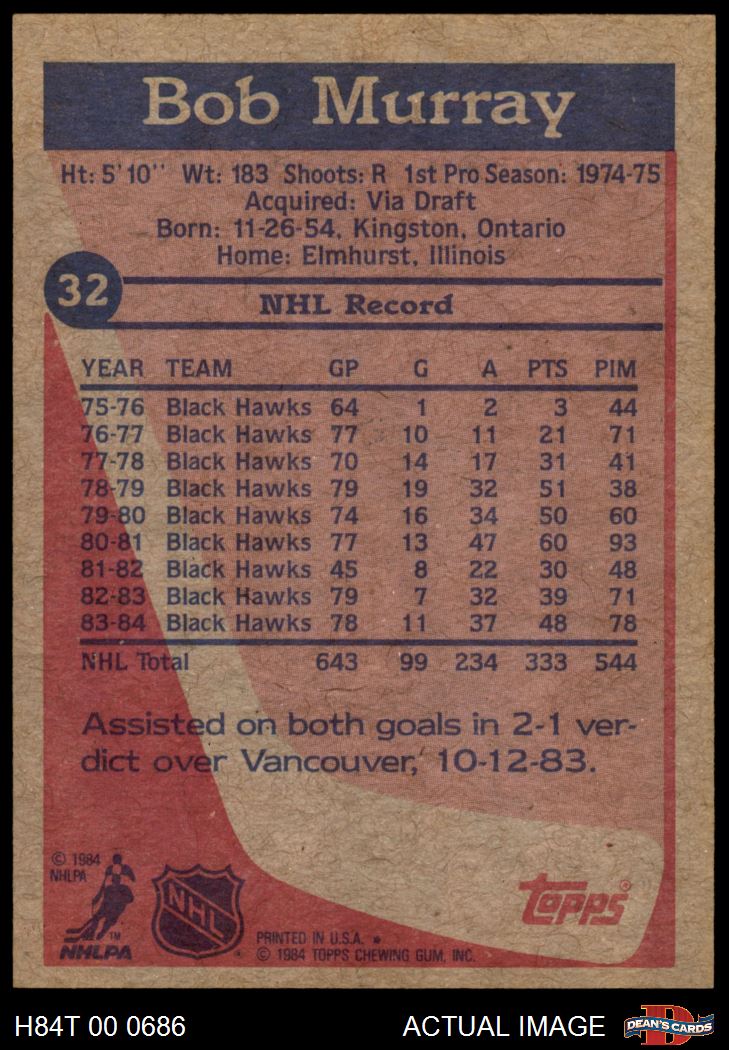 Bob Murray
Ht: 5'10'' Wt: 183 Shoots: R 1st Pro Season: 1974-75
Acquired: Via Draft
Born: 11-26-54, Kingston, Ontario
Home: Elmhurst, Illinois
32
NHL Record
YEAR TEAM GP G A PTS PIM
75-76 Black Hawks 64 1 2 3 44
76-77 Black Hawks 77 10 11 21 71
77-78 Black Hawks 70 14 17 31 41
78-79 Black Hawks 79 19 32 51 38
79-80 Black Hawks 74 16 34 50 60
80-81 Black Hawks 77 13 47 60 93
81-82 Black Hawks 45 8 22 30 48
82-83 Black Hawks 79 7 32 39 71
83-84 Black Hawks 78 11 37 48 78
NHL Total 643 99 234 333 544
Assisted on both goals in 2-1 ver-
dict over Vancouver, 10-12-83.
© 1984
NHLPA
TM
NHLPA
NHL
®
topps®
PRINTED IN U.S.A. *
© 1984 TOPPS CHEWING GUM, INC.
H84T 00 0686 ACTUAL IMAGE
D
DEAN'S CARDS